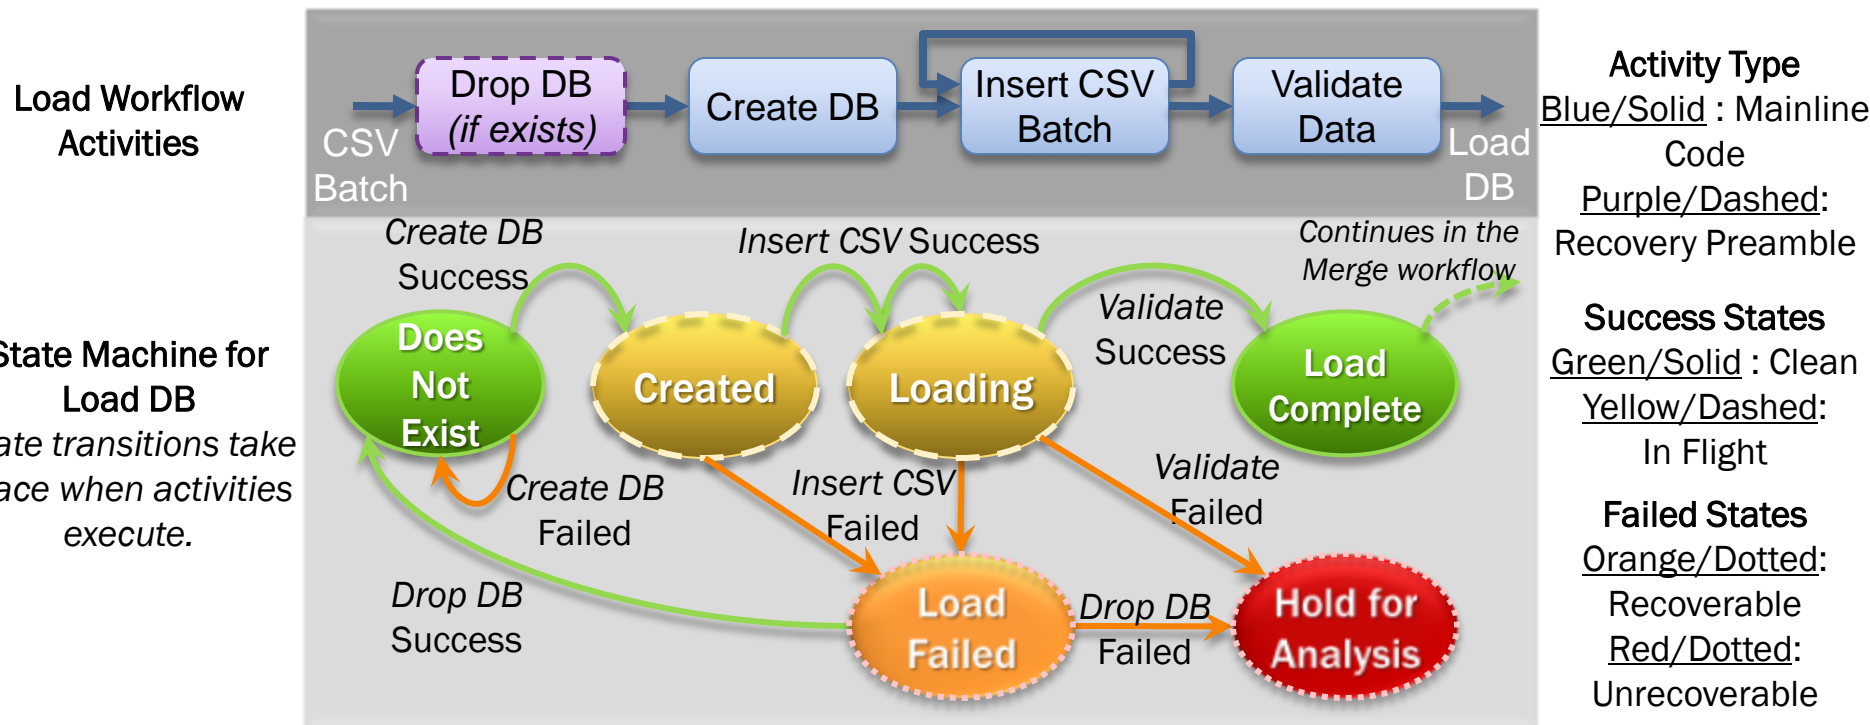 Load Workflow
Activities
CSV
Batch
Drop DB
(if exists)
Create DB
Insert CSV
Batch
Validate
Data
Load
DB
Activity Type
Blue/Solid : Mainline
Code
Purple/Dashed:
Recovery Preamble
State Machine for
Load DB
ate transitions take
ace when activities
execute.
Create DB
Success
Insert CSV Success
Continues in the
Merge workflow
Validate
Success
Does
Not
Exist
Created
Loading
Load
Complete
Create DB
Failed
Insert CSV
Failed
Validate
Failed
Drop DB
Success
Load
Failed
Drop DB
Failed
Hold for
Analysis
Success States
Green/Solid : Clean
Yellow/Dashed:
In Flight
Failed States
Orange/Dotted:
Recoverable
Red/Dotted:
Unrecoverable